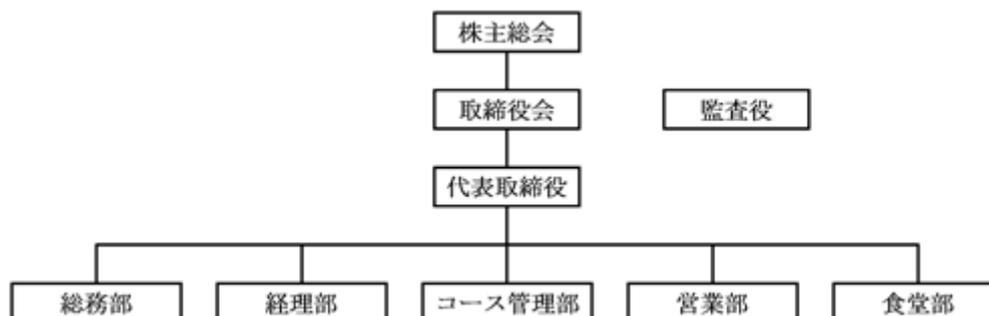 株主総会
取締役会
監査役
代表取締役
総務部
経理部
コース管理部
営業部
食堂部